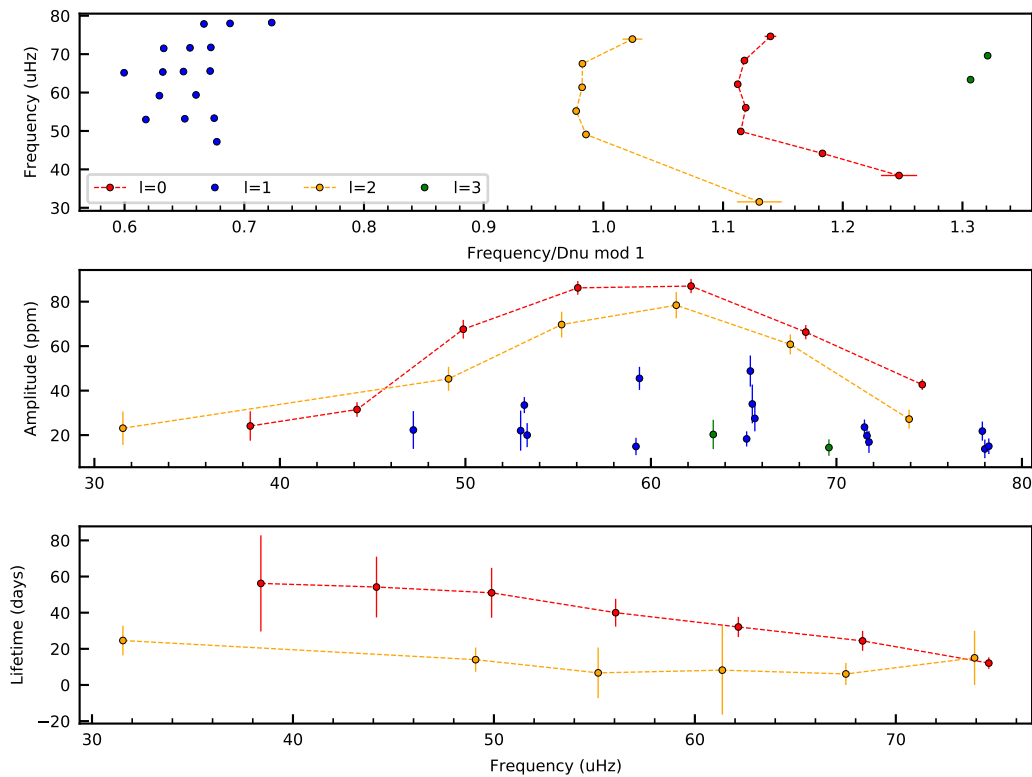 80
70
60
50
40
30
Frequency (uHz)
l=0 l=1 l=2 l=3
0.6 0.7 0.8 0.9 1.0 1.1 1.2 1.3
Frequency/Dnu mod 1
80
60
40
20
Amplitude (ppm)
30 40 50 60 70 80
80
60
40
20
0
−20
Lifetime (days)
30 40 50 60 70
Frequency (uHz)